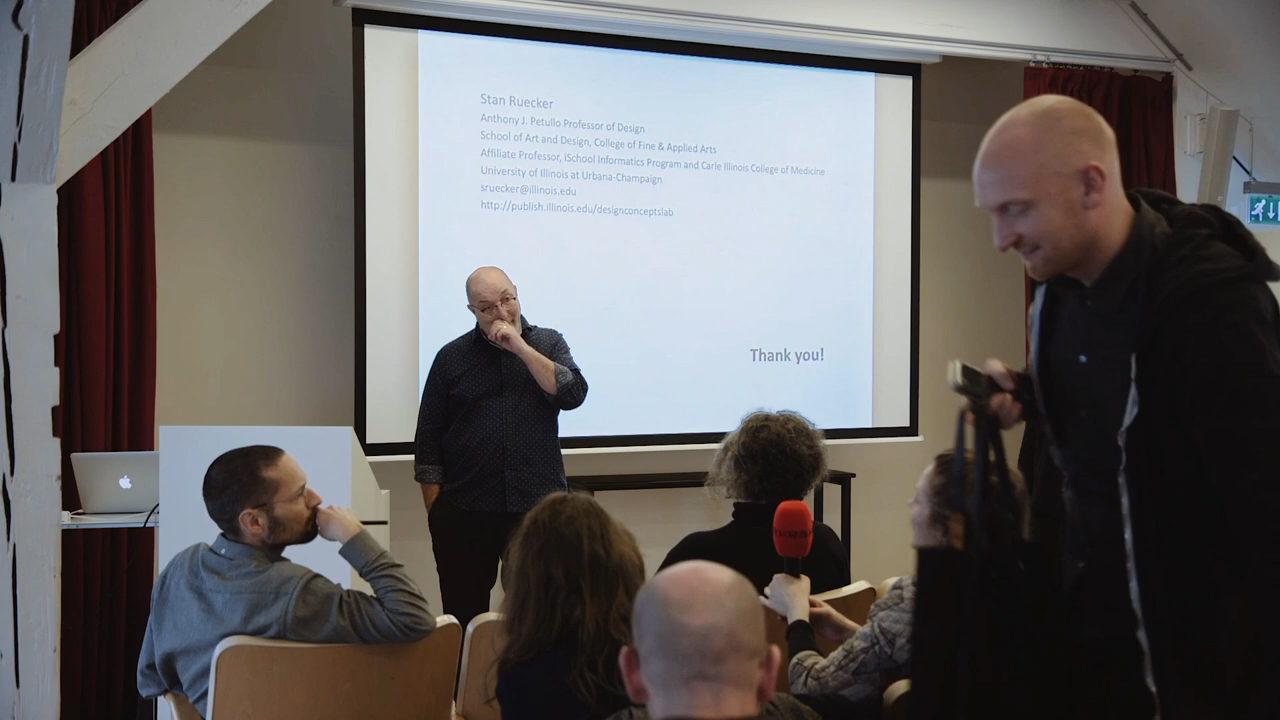 Stan Ruecker
Anthony J. Petullo Professor of Design
School of Art and Design, College of Fine & Applied Arts
Affiliate Professor, iSchool Informatics Program and Carle Illinois College of Medicine
University of Illinois at Urbana-Champaign
sruecker@illinois.edu
http://publish.illinois.edu/designconceptslab
Thank you!